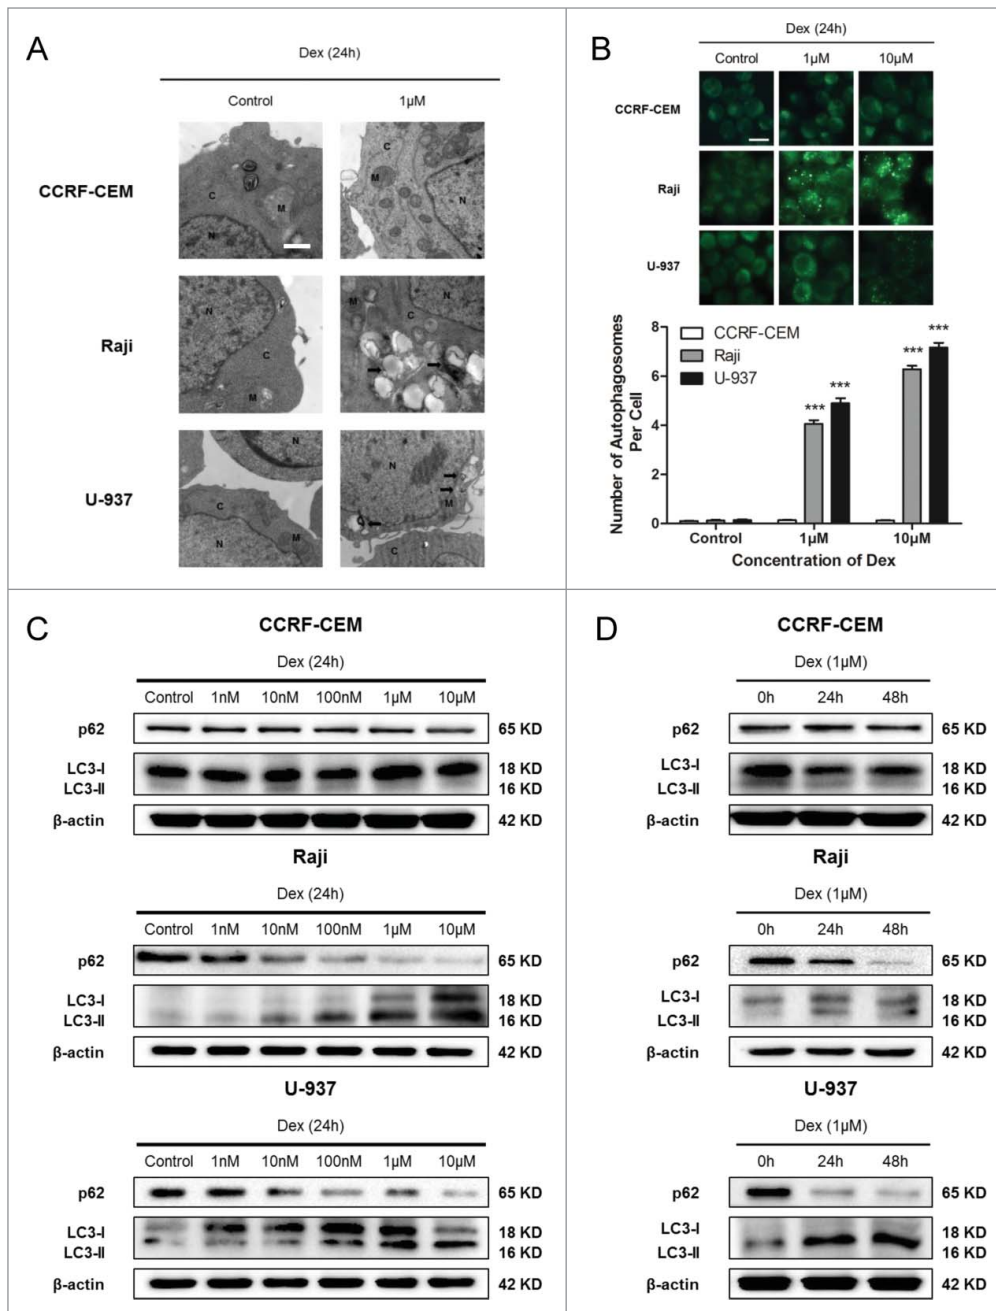 A
Dex (24h)
Control 1µM
CCRF-CEM
C
M
N
C
M
N
Raji
N
C
M
N
M
C
U-937
N
C
M
N
N
M
C
B
Dex (24h)
Control 1µM 10µM
CCRF-CEM
Raji
U-937
Number of Autophagosomes Per Cell
8
6
4
2
0
CCRF-CEM
Raji
U-937
*** ***
*** ***
Control 1µM 10µM
Concentration of Dex
C
CCRF-CEM
Dex (24h)
Control 1nM 10nM 100nM 1µM 10µM
p62 65 KD
LC3-I 18 KD
LC3-II 16 KD
β-actin 42 KD
Raji
Dex (24h)
Control 1nM 10nM 100nM 1µM 10µM
p62 65 KD
LC3-I 18 KD
LC3-II 16 KD
β-actin 42 KD
U-937
Dex (24h)
Control 1nM 10nM 100nM 1µM 10µM
p62 65 KD
LC3-I 18 KD
LC3-II 16 KD
β-actin 42 KD
D
CCRF-CEM
Dex (1µM)
0h 24h 48h
p62 65 KD
LC3-I 18 KD
LC3-II 16 KD
β-actin 42 KD
Raji
Dex (1µM)
0h 24h 48h
p62 65 KD
LC3-I 18 KD
LC3-II 16 KD
β-actin 42 KD
U-937
Dex (1µM)
0h 24h 48h
p62 65 KD
LC3-I 18 KD
LC3-II 16 KD
β-actin 42 KD